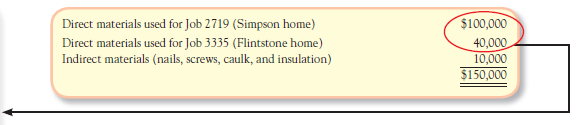 Direct materials used for Job 2719 (Simpson home) $100,000
Direct materials used for Job 3335 (Flintstone home) 40,000
Indirect materials (nails, screws, caulk, and insulation) 10,000
$150,000